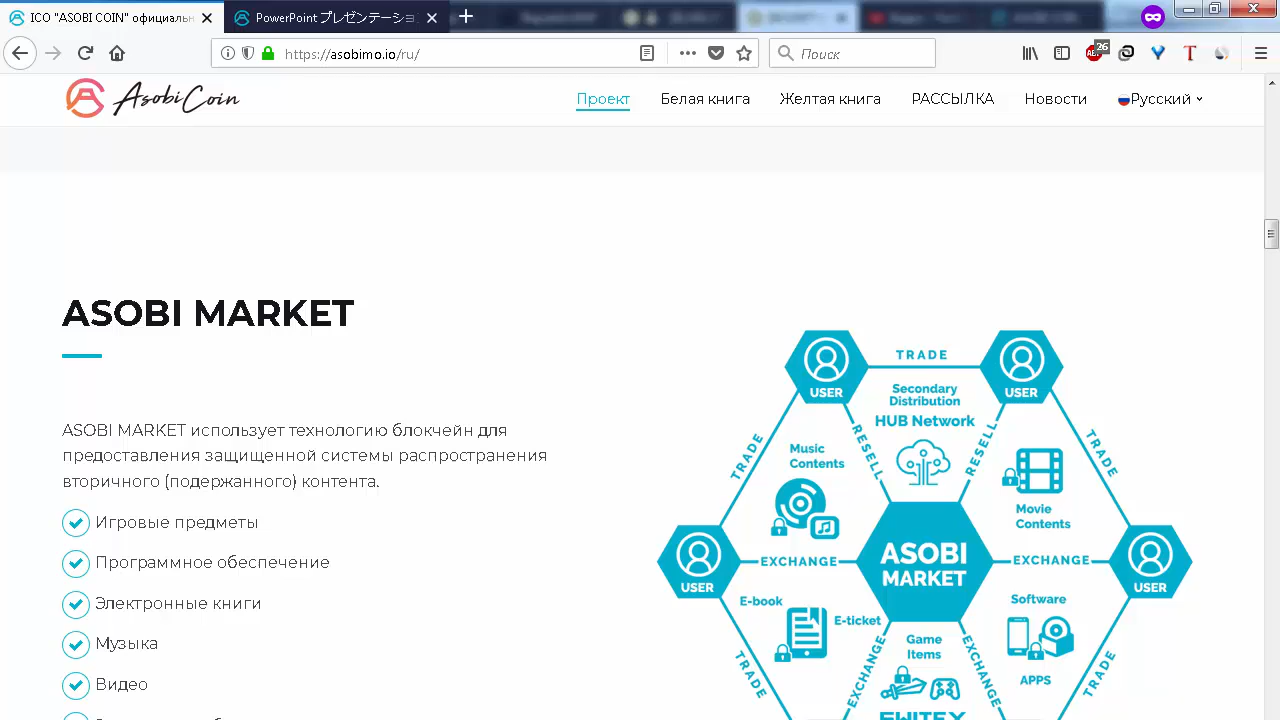 ICO "ASOBI COIN" официальн
PowerPoint プレゼンテーショ
https://asobimo.io/ru/
Поиск
26
AsobiCoin
Проект
Белая книга
Желтая книга
РАССЫЛКА
Новости
Русский
ASOBI MARKET
ASOBI MARKET использует технологию блокчейн для
предоставления защищенной системы распространения
вторичного (подержанного) контента.
Игровые предметы
Программное обеспечение
Электронные книги
Музыка
Видео
USER
TRADE
USER
Secondary
Distribution
HUB Network
TRADE
RESELL
RESELL
TRADE
Music
Contents
Movie
Contents
USER
EXCHANGE
ASOBI
MARKET
EXCHANGE
USER
E-book
E-ticket
Software
APPS
Game
Items
TRADE
EXCHANGE
EXCHANGE
TRADE